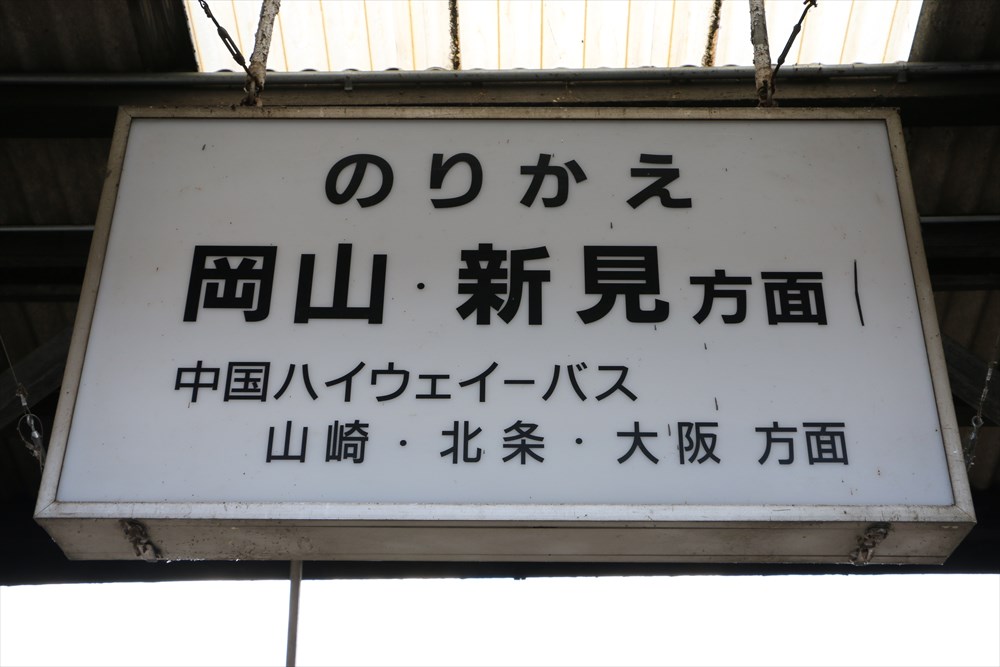 のりかえ
岡山・新見方面
中国ハイウェイーバス
山崎・北条・大阪 方面